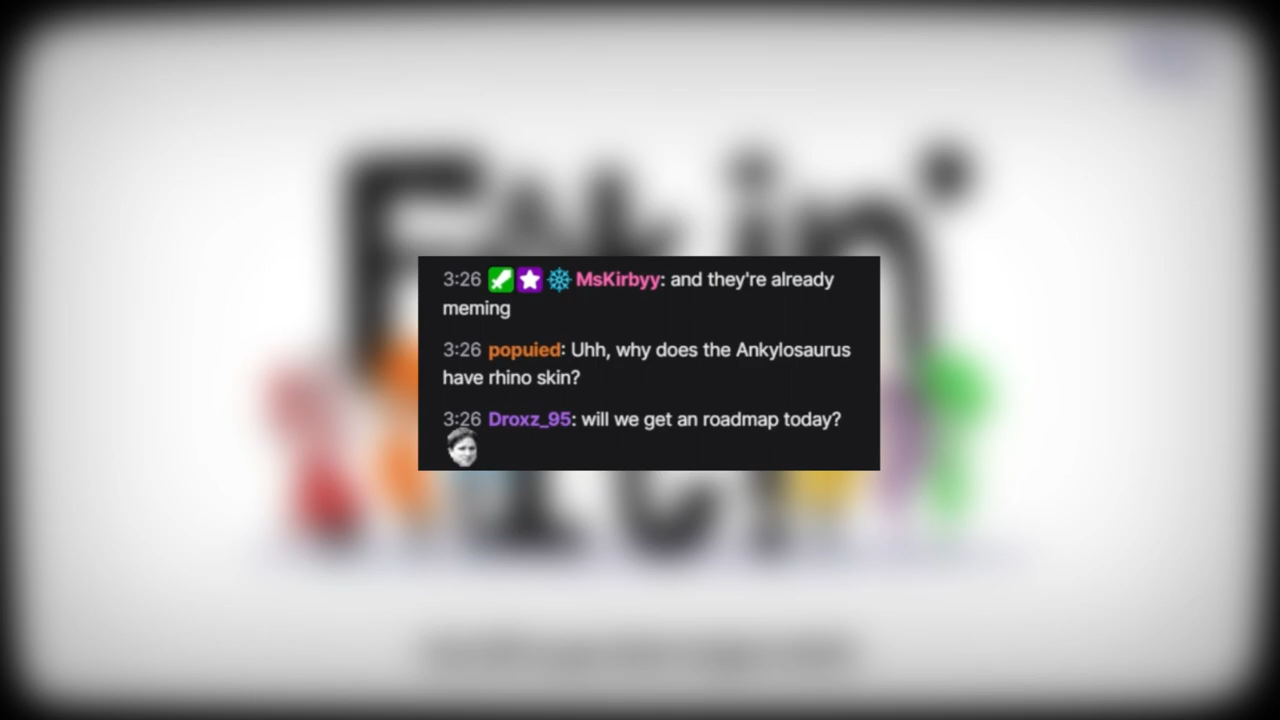 3:26 MsKirbyy: and they're already
meming
3:26 popuied: Uhh, why does the Ankylosaurus
have rhino skin?
3:26 Droxz_95: will we get an roadmap today?